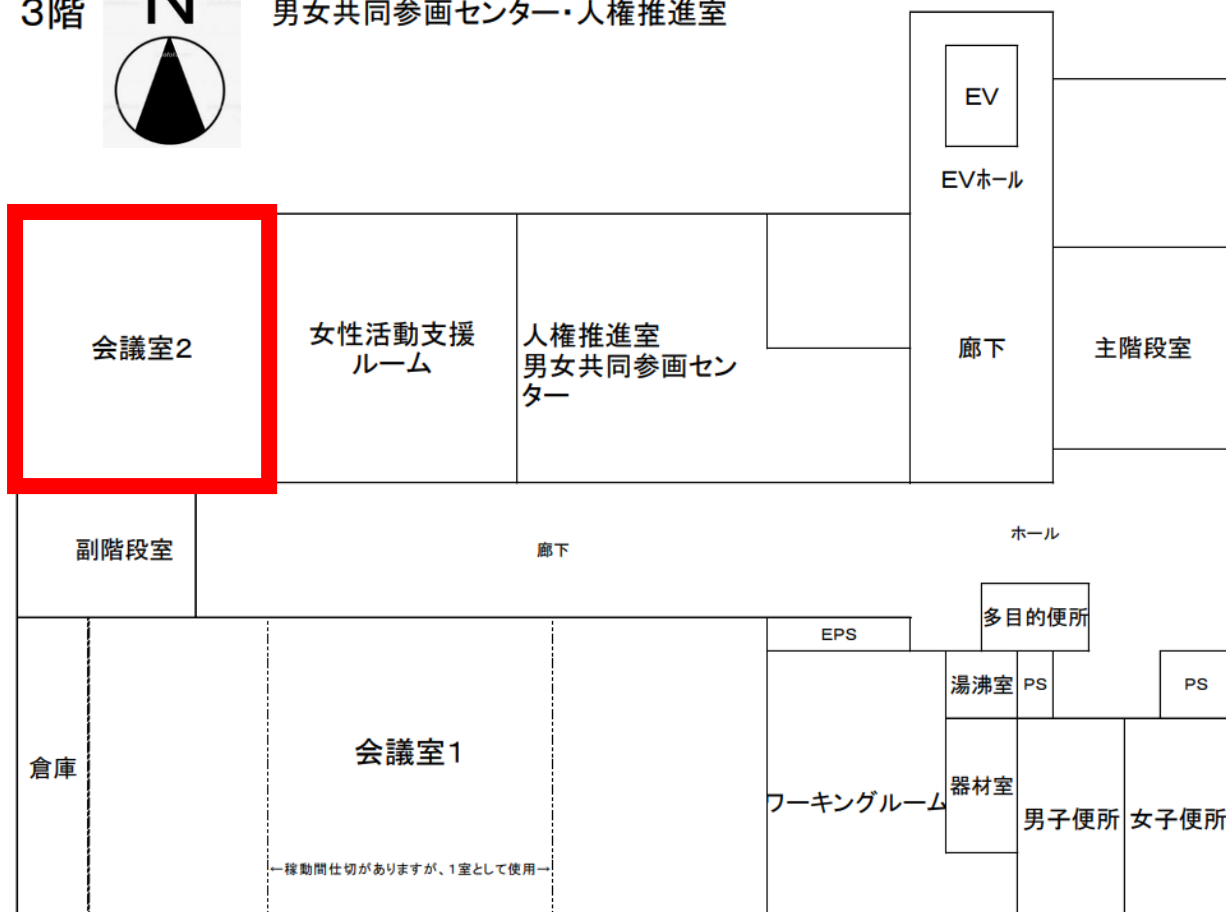 3階
N
男女共同参画センター・人権推進室
EV
EVホール
会議室2
女性活動支援
ルーム
人権推進室
男女共同参画セン
ター
廊下
主階段室
副階段室
廊下
ホール
多目的便所
EPS
湯沸室
PS
PS
倉庫
会議室1
ワーキングルーム
器材室
男子便所
女子便所
←稼動間仕切がありますが、1室として使用→